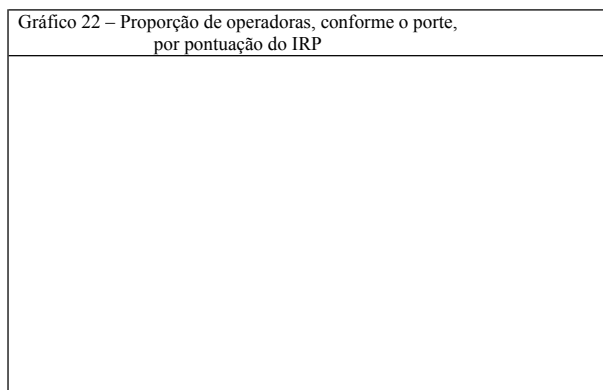 Gráfico 22 – Proporção de operadoras, conforme o porte,
por pontuação do IRP